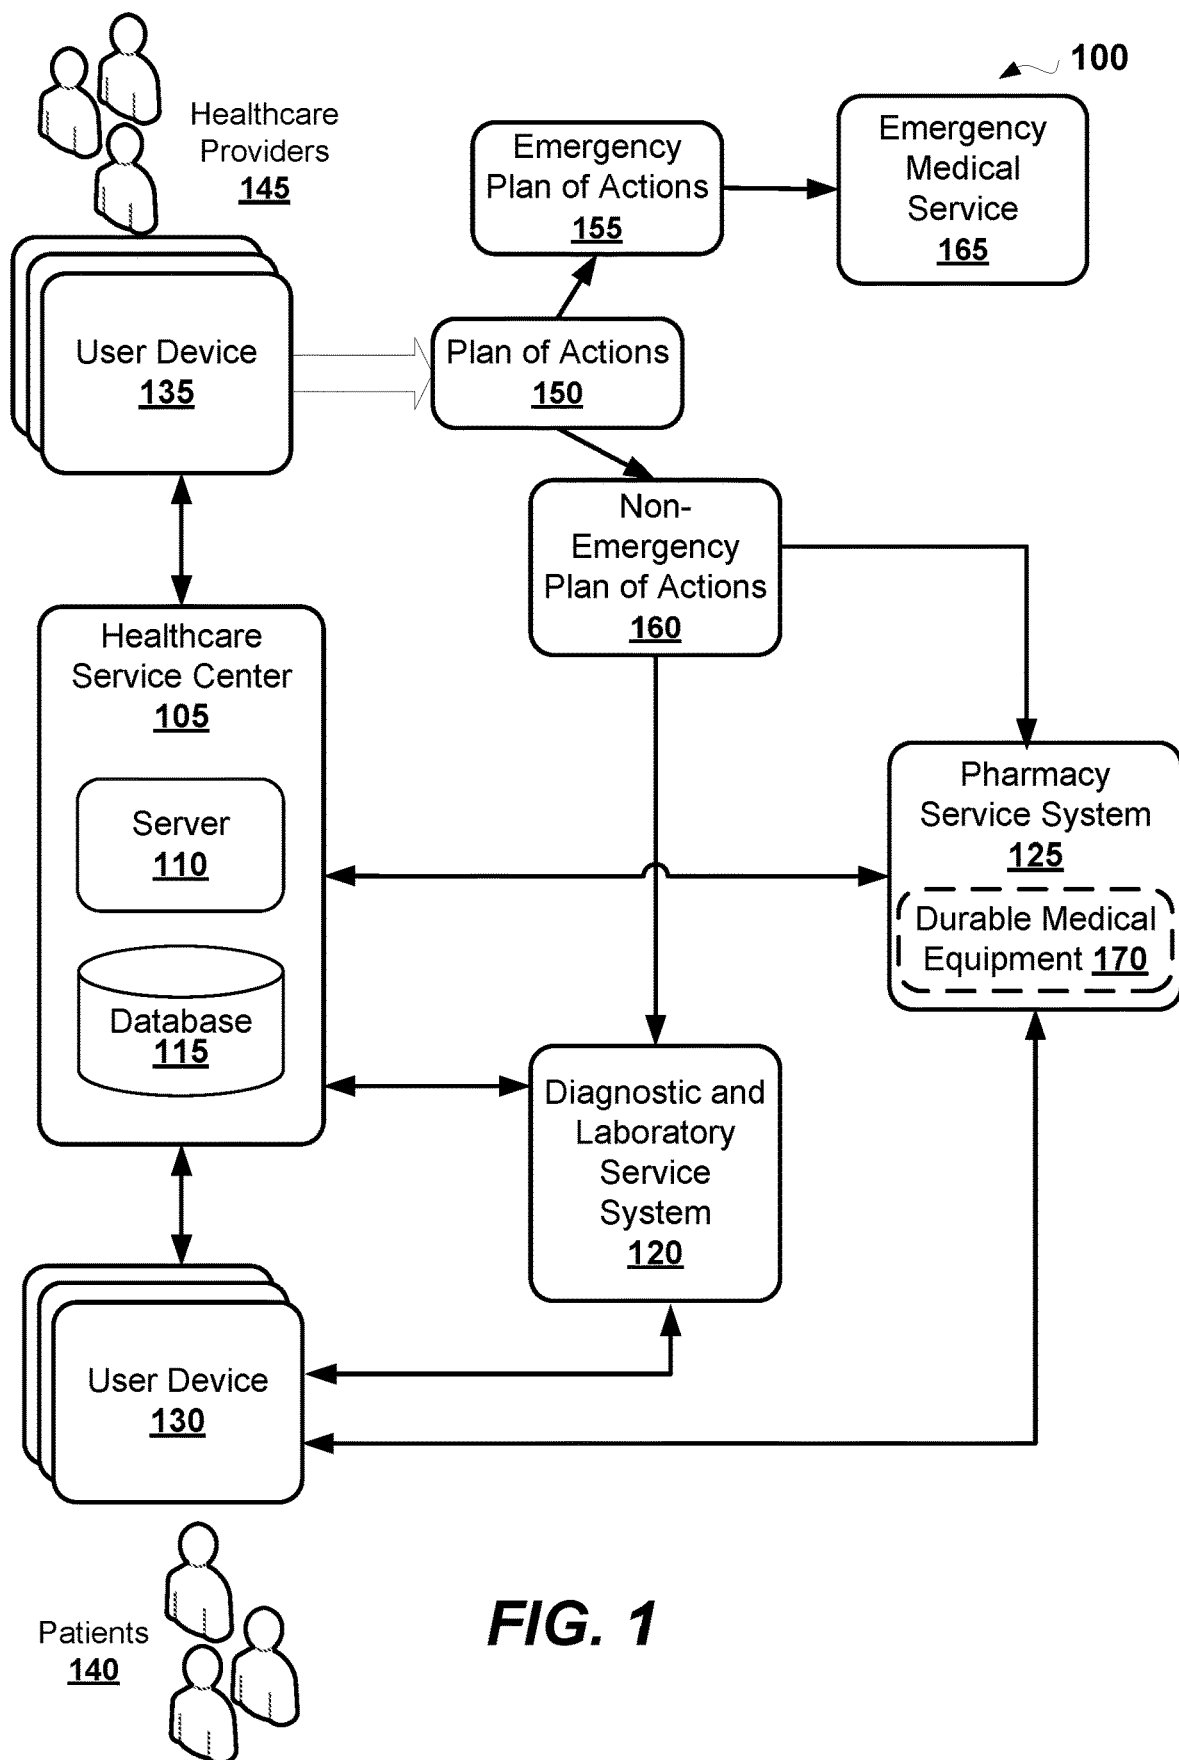 100
Healthcare
Providers
145
Emergency
Plan of Actions
155
Emergency
Medical
Service
165
User Device
135
Plan of Actions
150
Non-
Emergency
Plan of Actions
160
Healthcare
Service Center
105
Server
110
Database
115
Pharmacy
Service System
125
Durable Medical
Equipment 170
Diagnostic and
Laboratory
Service
System
120
User Device
130
Patients
140
FIG. 1